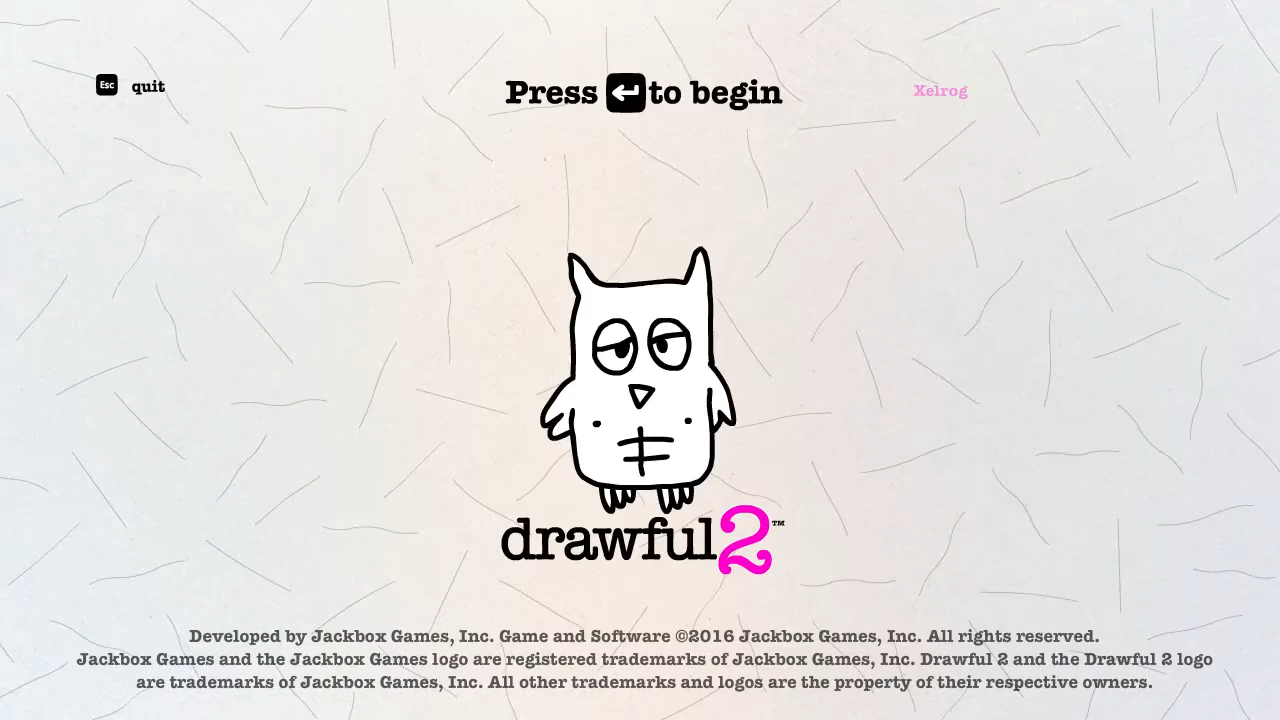 Esc quit
Press to begin
Xelrog
drawful 2™
Developed by Jackbox Games, Inc. Game and Software ©2016 Jackbox Games, Inc. All rights reserved.
Jackbox Games and the Jackbox Games logo are registered trademarks of Jackbox Games, Inc. Drawful 2 and the Drawful 2 logo
are trademarks of Jackbox Games, Inc. All other trademarks and logos are the property of their respective owners.